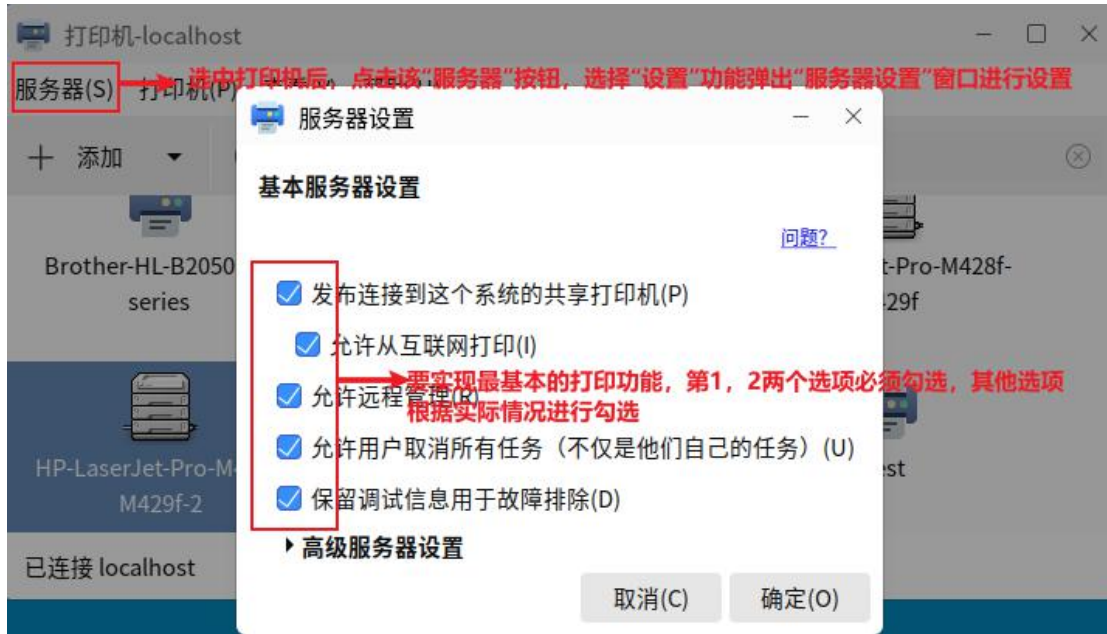 打印机-localhost
服务器(S) 打印机(P)
选中打印机后，点击该“服务器”按钮，选择“设置”功能弹出“服务器设置”窗口进行设置
服务器设置
添加
基本服务器设置
问题?
Brother-HL-B2050
series
t-Pro-M428f-
429f
发布连接到这个系统的共享打印机(P)
允许从互联网打印(I)
要实现最基本的打印功能，第1，2两个选项必须勾选，其他选项
根据实际情况进行勾选
允许远程管理(R)
允许用户取消所有任务（不仅是他们自己的任务）(U)
HP-LaserJet-Pro-M
M429f-2
est
保留调试信息用于故障排除(D)
高级服务器设置
已连接 localhost
取消(C) 确定(O)